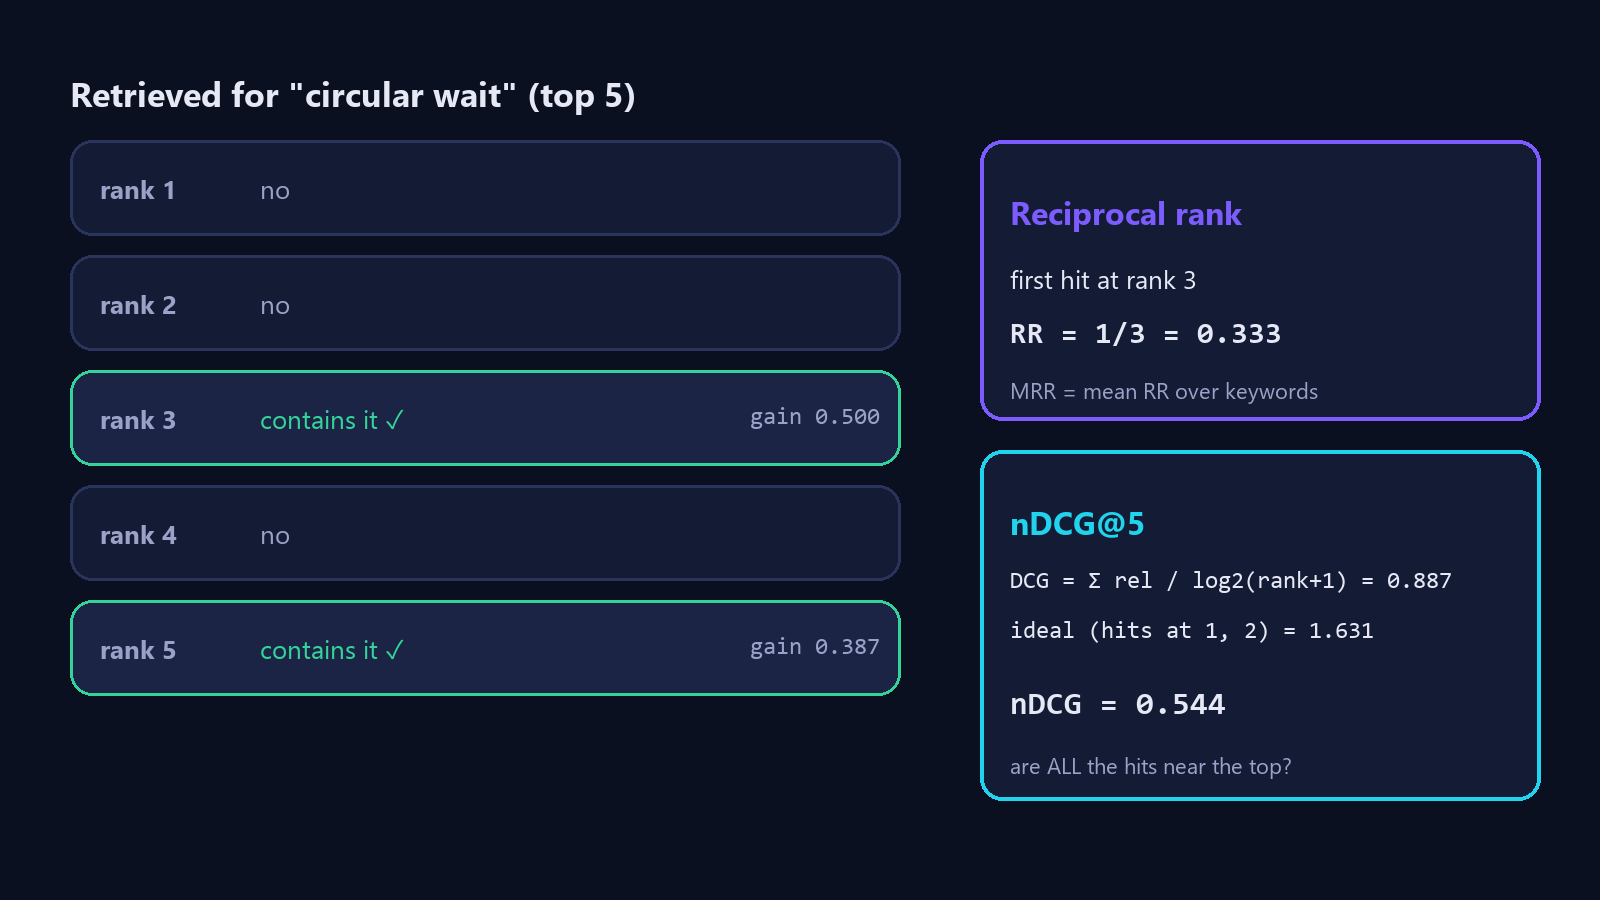 Retrieved for "circular wait" (top 5)
rank 1 no
rank 2 no
rank 3 contains it ✓ gain 0.500
rank 4 no
rank 5 contains it ✓ gain 0.387
Reciprocal rank
first hit at rank 3
RR = 1/3 = 0.333
MRR = mean RR over keywords
nDCG@5
DCG = Σ rel / log2(rank+1) = 0.887
ideal (hits at 1, 2) = 1.631
nDCG = 0.544
are ALL the hits near the top?